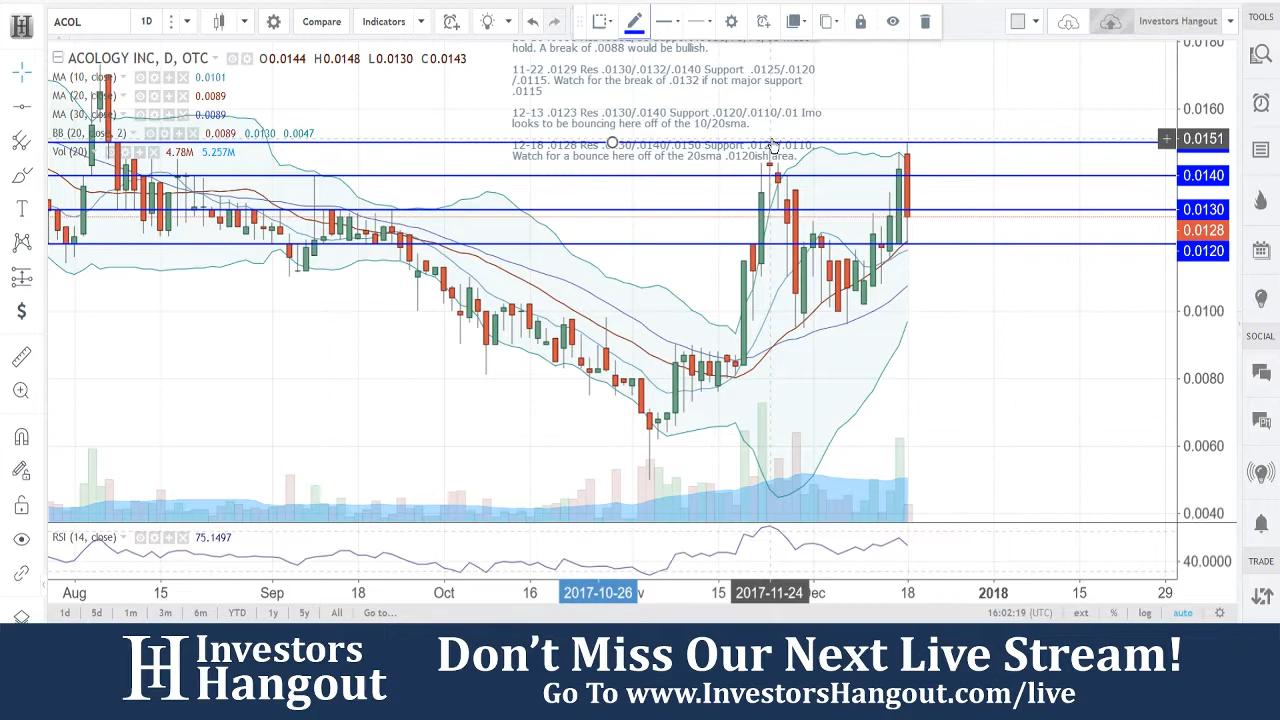 ACOL 1D Compare Indicators Investors Hangout TOOLS
0.0180
hold. A break of .0088 would be bullish.
ACOLOGY INC, D, OTC O0.0144 H0.0148 L0.0130 C0.0143
11-22 .0129 Res .0130/.0132/.0140 Support .0125/.0120
/.0115. Watch for the break of .0132 if not major support
.0115
MA (10, close) 0.0101
MA (20, close) 0.0089
MA (30, close) 0.0089
BB (20, close, 2) 0.0089 0.0130 0.0047
Vol (20) 4.78M 5.257M
12-13 .0123 Res .0130/.0140 Support .0120/.0110/.01 Imo
looks to be bouncing here off of the 10/20sma.
12-18 .0128 Res .0130/.0140/.0150 Support .0120/.0110.
Watch for a bounce here off of the 20sma .0120ish area.
0.0160
0.0151
0.0140
0.0130
0.0128
0.0120
0.0100
0.0080
0.0060
0.0040
SOCIAL
RSI (14, close) 75.1497
40.0000
TRADE
Aug 15 Sep 18 Oct 16 2017-10-26 v 15 2017-11-24 Dec 18 2018 15 29
1d 5d 1m 3m 6m YTD 1y 5y All Go to... 16:02:19 (UTC) ext % log auto
Investors
Hangout
Don't Miss Our Next Live Stream!
Go To www.InvestorsHangout.com/live